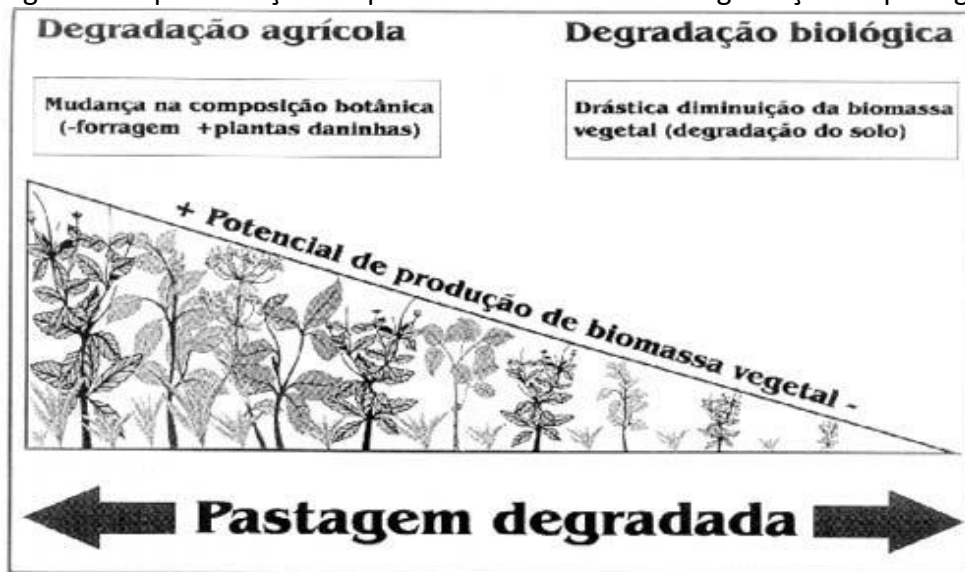 Degradação agrícola
Degradação biológica
Mudança na composição botânica
(-forragem +plantas daninhas)
Drástica diminuição da biomassa
vegetal (degradação do solo)
+ Potencial de produção de biomassa vegetal -
Pastagem degradada